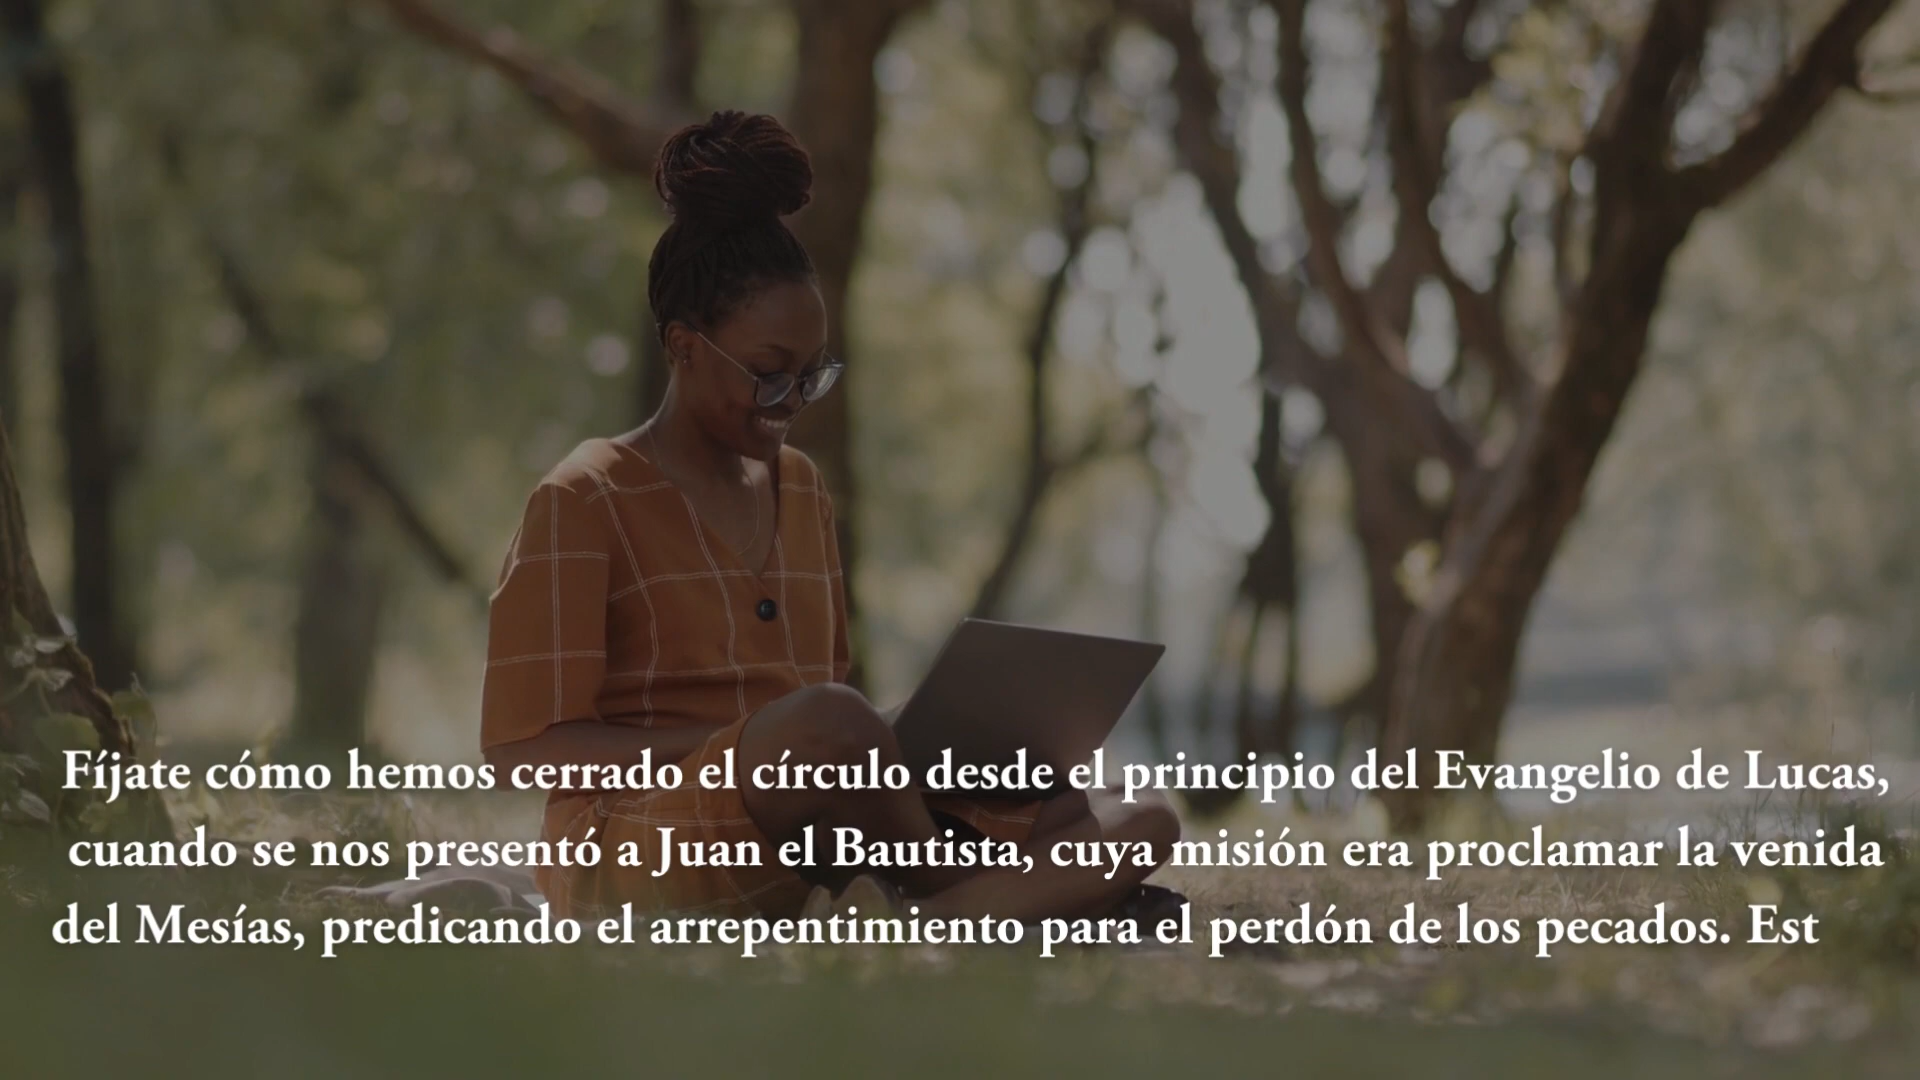 Fíjate cómo hemos cerrado el círculo desde el principio del Evangelio de Lucas,
cuando se nos presentó a Juan el Bautista, cuya misión era proclamar la venida
del Mesías, predicando el arrepentimiento para el perdón de los pecados. Est